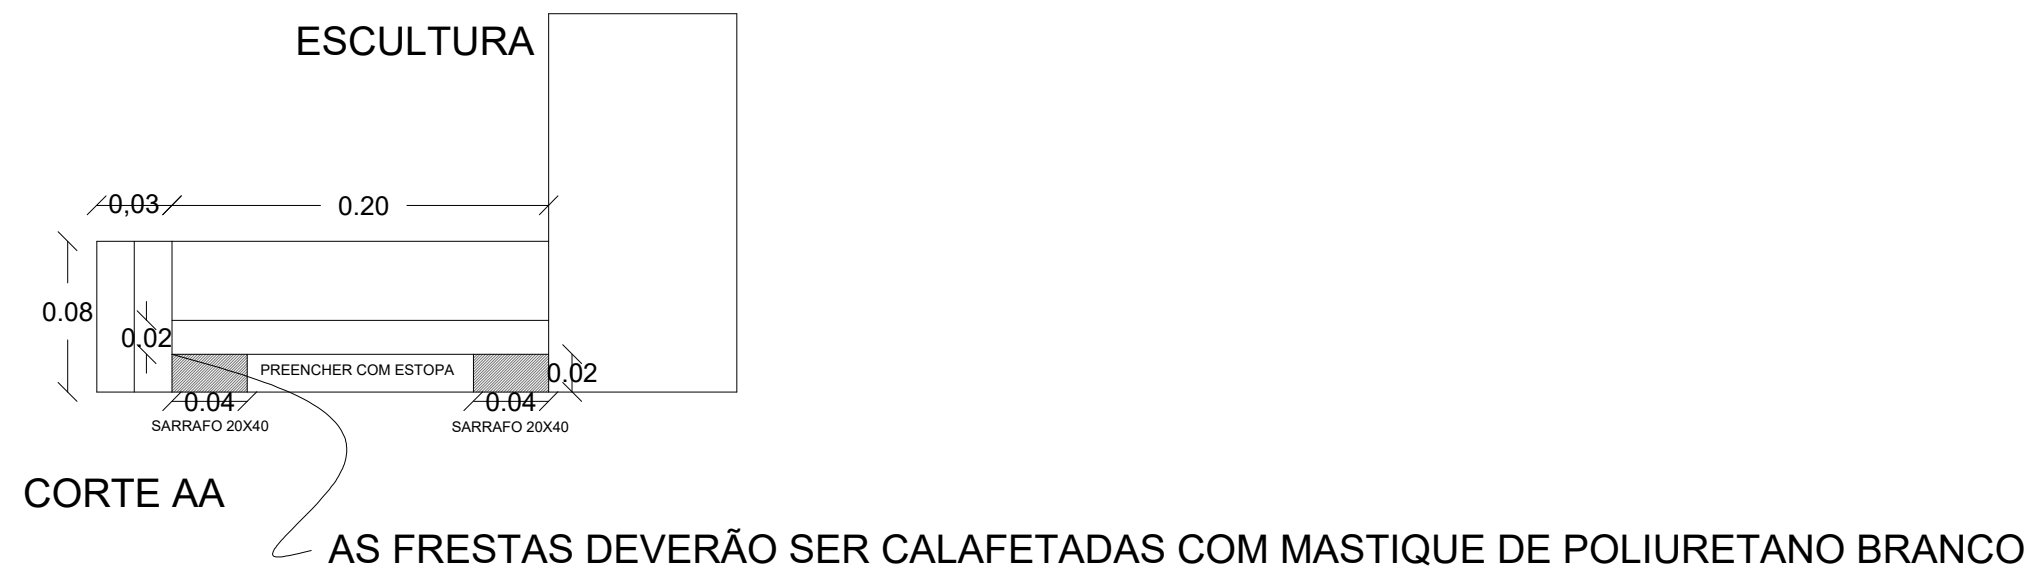 ESCULTURA
0,03
0.20
0.08
0.02
PREENCHER COM ESTOPA
0.02
0.04
0.04
SARRAFO 20X40
SARRAFO 20X40
CORTE AA
AS FRESTAS DEVERÃO SER CALAFETADAS COM MASTIQUE DE POLIURETANO BRANCO